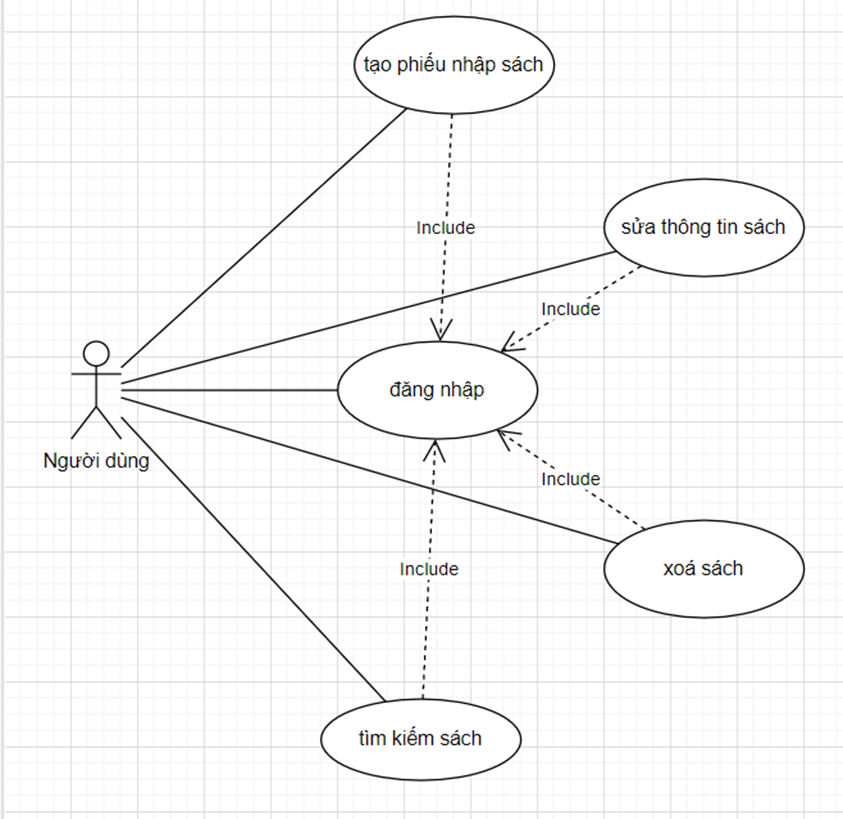 tạo phiếu nhập sách
Include
sửa thông tin sách
Include
đăng nhập
Người dùng
Include
Include
xoá sách
tìm kiếm sách